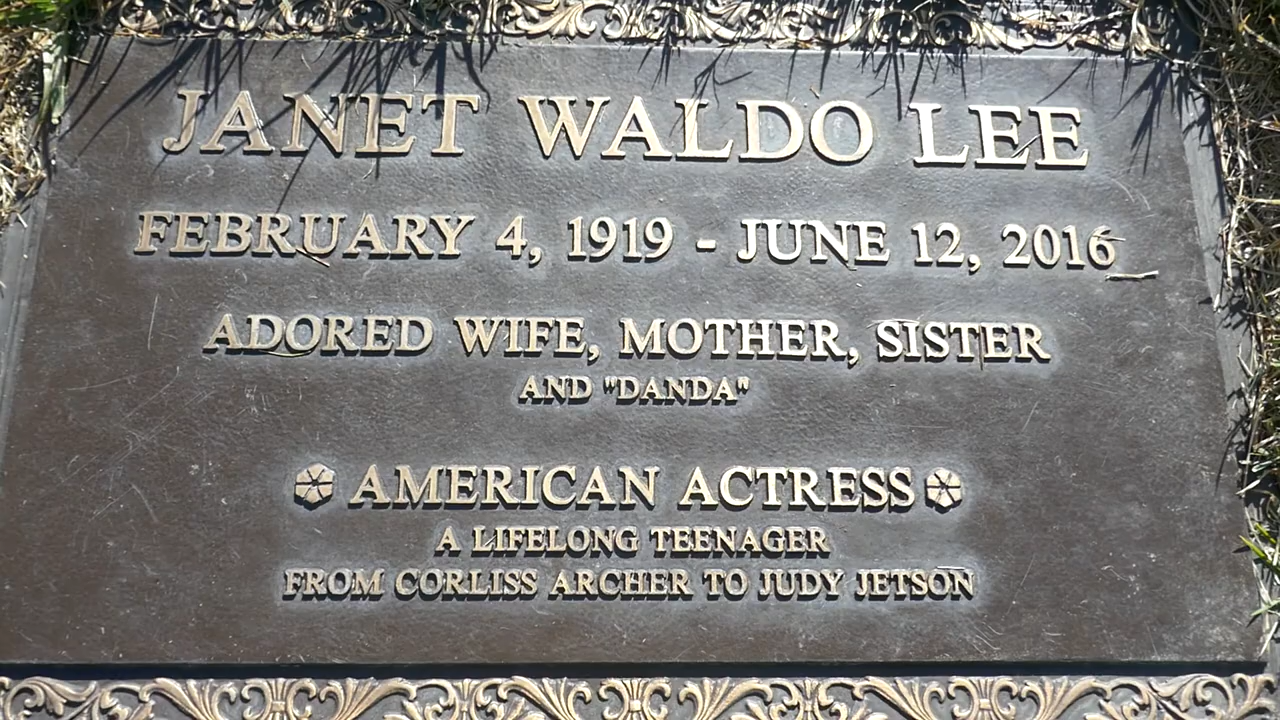 JANET WALDO LEE
FEBRUARY 4, 1919 - JUNE 12, 2016
ADORED WIFE, MOTHER, SISTER
AND "DANDA"
AMERICAN ACTRESS
A LIFELONG TEENAGER
FROM CORLISS ARCHER TO JUDY JETSON